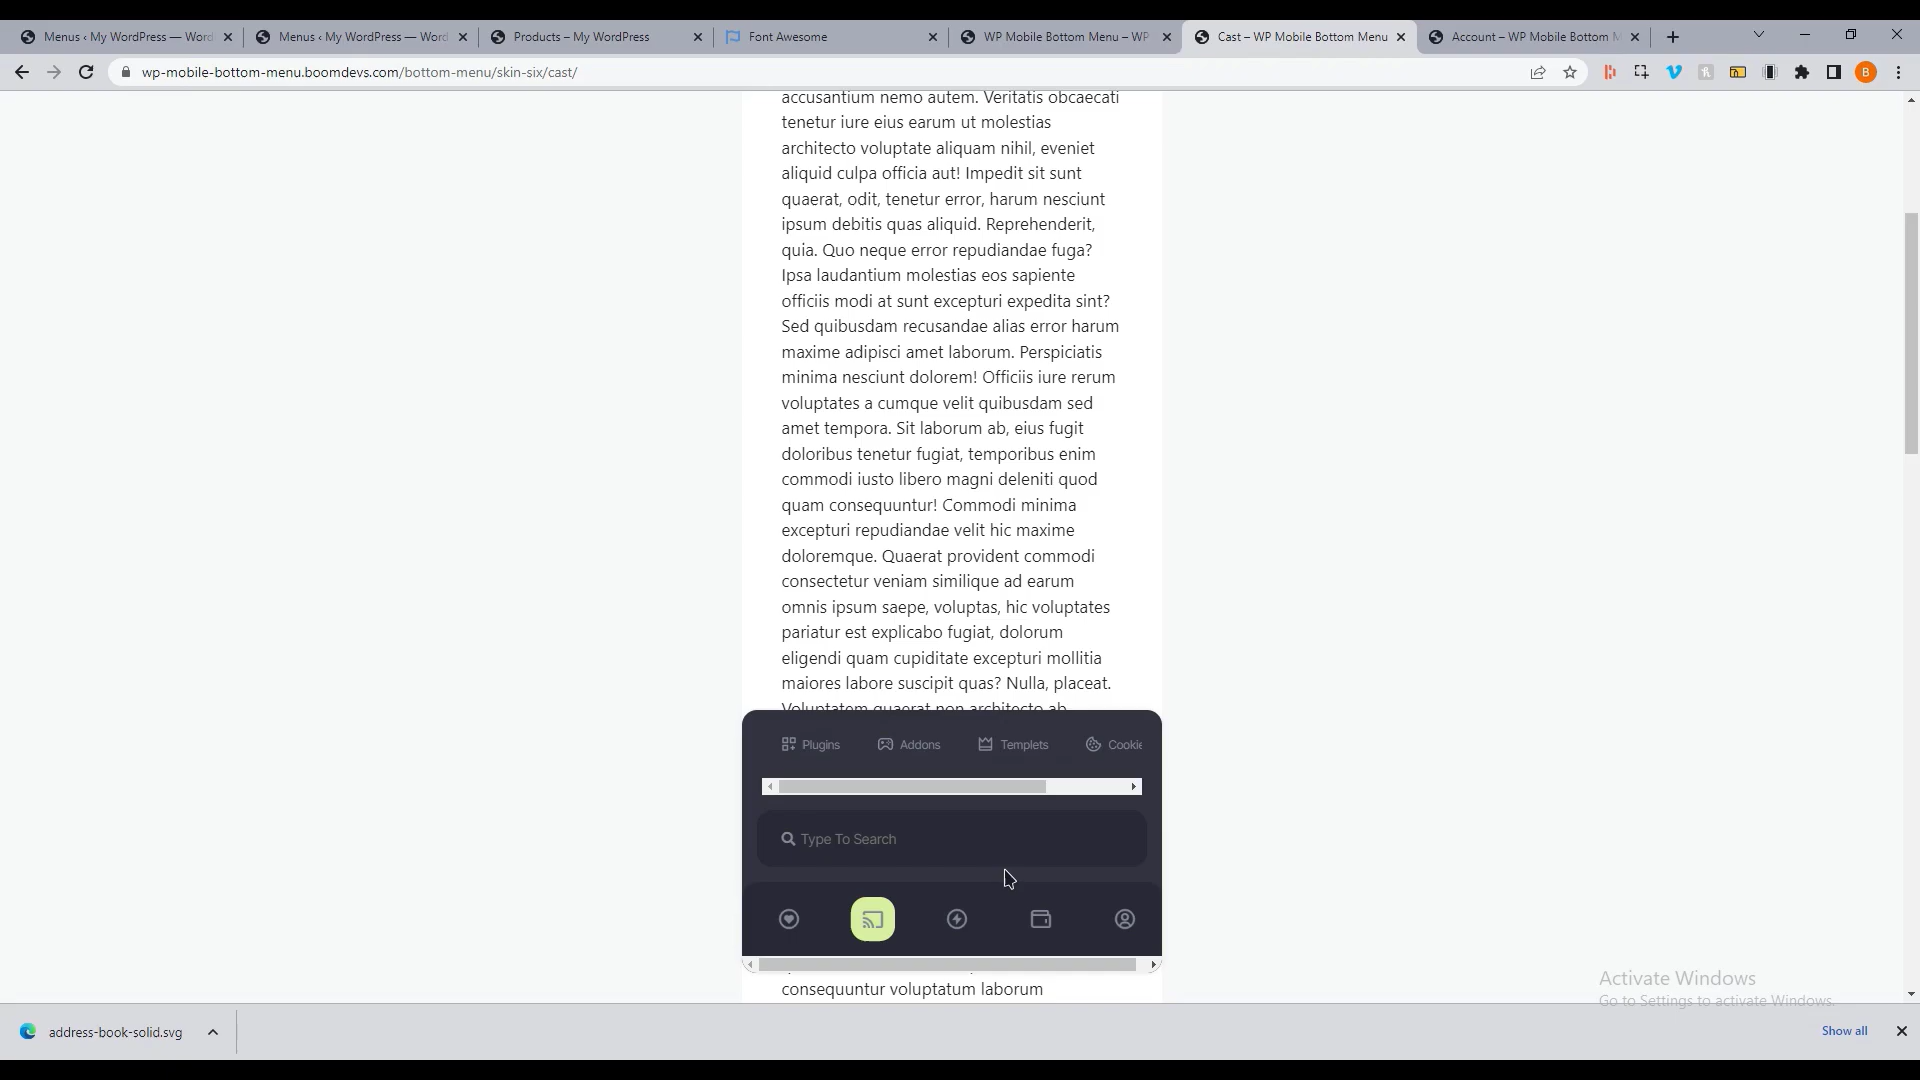 Menus ‹ My WordPress — Word
Menus ‹ My WordPress — Word
Products – My WordPress
Font Awesome
WP Mobile Bottom Menu – WP
Cast – WP Mobile Bottom Menu
Account – WP Mobile Bottom M
wp-mobile-bottom-menu.boomdevs.com/bottom-menu/skin-six/cast/
B
accusantium nemo autem. Veritatis obcaecati
tenetur iure eius earum ut molestias
architecto voluptate aliquam nihil, eveniet
aliquid culpa officia aut! Impedit sit sunt
quaerat, odit, tenetur error, harum nesciunt
ipsum debitis quas aliquid. Reprehenderit,
quia. Quo neque error repudiandae fuga?
Ipsa laudantium molestias eos sapiente
officiis modi at sunt excepturi expedita sint?
Sed quibusdam recusandae alias error harum
maxime adipisci amet laborum. Perspiciatis
minima nesciunt dolorem! Officiis iure rerum
voluptates a cumque velit quibusdam sed
amet tempora. Sit laborum ab, eius fugit
doloribus tenetur fugiat, temporibus enim
commodi iusto libero magni deleniti quod
quam consequuntur! Commodi minima
excepturi repudiandae velit hic maxime
doloremque. Quaerat provident commodi
consectetur veniam similique ad earum
omnis ipsum saepe, voluptas, hic voluptates
pariatur est explicabo fugiat, dolorum
eligendi quam cupiditate excepturi mollitia
maiores labore suscipit quas? Nulla, placeat.
Voluptatem quaerat non architecto ab
Plugins
Addons
Templets
Cookie
Type To Search
consequuntur voluptatum laborum
Activate Windows
Go to Settings to activate Windows.
address-book-solid.svg
Show all